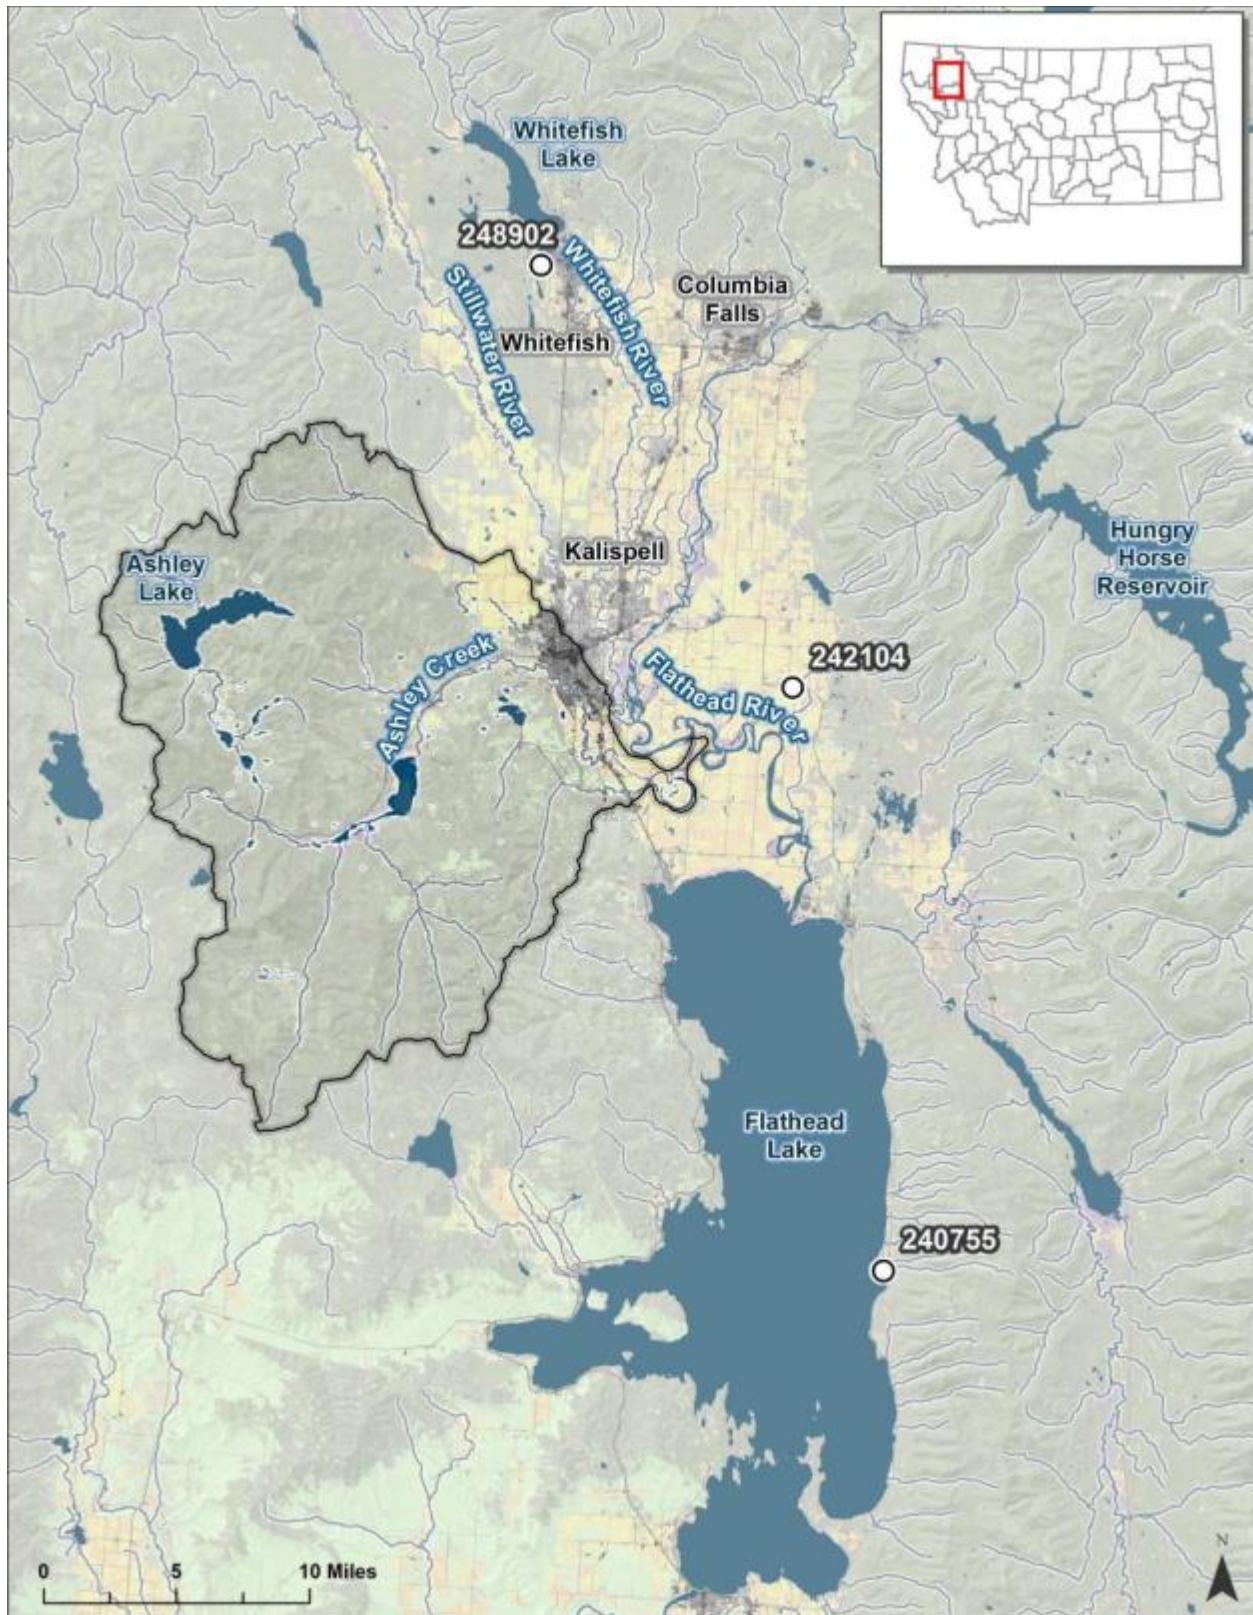 Whitefish
Lake
248902
Whitefish River
Stillwater River
Columbia
Falls
Whitefish
Kalispell
Hungry
Horse
Reservoir
Ashley
Lake
Ashley Creek
Flathead River
242104
Flathead
Lake
240755
0 5 10 Miles
N